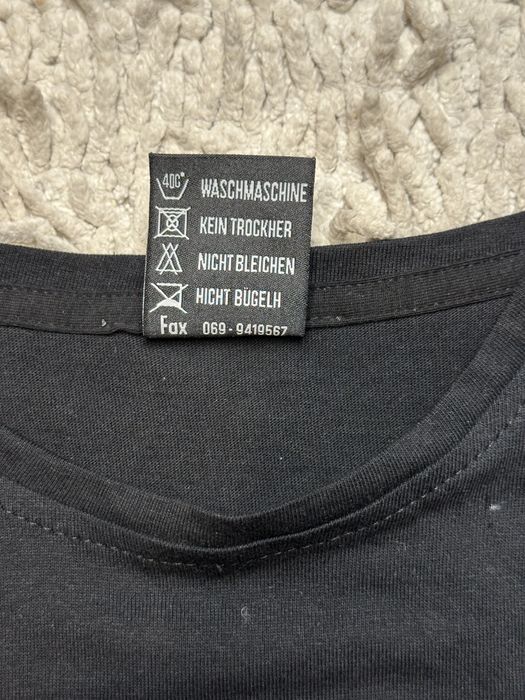 40C° WASCHMASCHINE
KEIN TROCKHER
NICHT BLEICHEN
HICHT BÜGELH
Fax 069-9419567